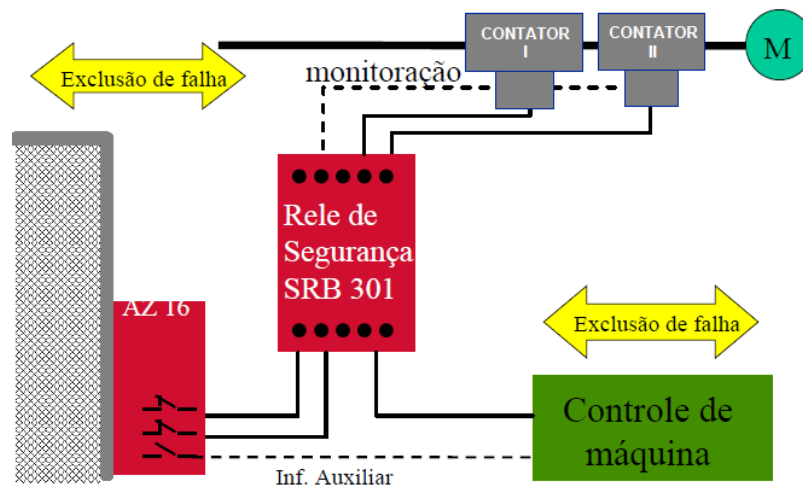 CONTATOR
I
CONTATOR
II
M
Exclusão de falha
monitoração
Rele de
Segurança
SRB 301
AZ 16
Exclusão de falha
Controle de
máquina
Inf. Auxiliar